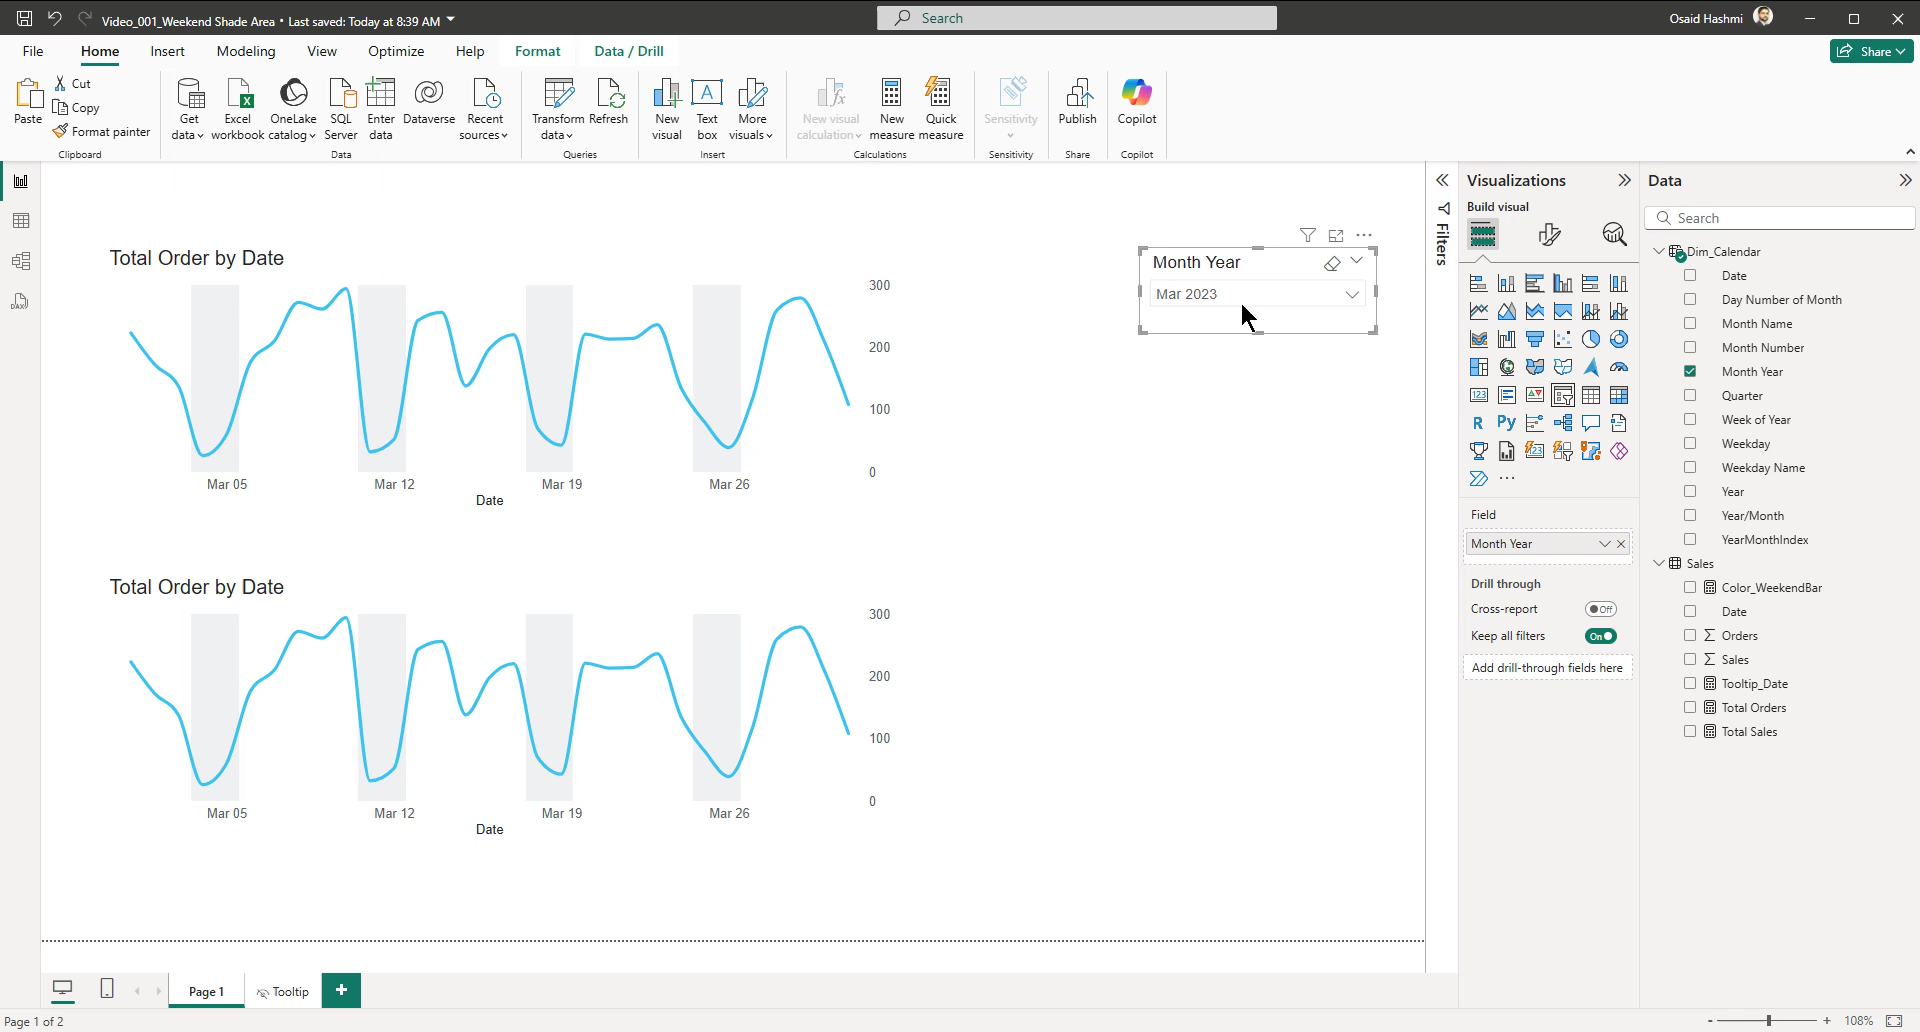 Video_001_Weekend Shade Area • Last saved: Today at 8:39 AM
Search
Osaid Hashmi
File Home Insert Modeling View Optimize Help Format Data / Drill
Share
Paste
Cut
Copy
Format painter
Clipboard
Get data
Excel workbook
OneLake catalog
SQL Server
Enter data
Dataverse
Recent sources
Data
Transform data
Refresh
Queries
New visual
Text box
More visuals
Insert
New visual calculation
New measure
Quick measure
Calculations
Sensitivity
Sensitivity
Publish
Share
Copilot
Copilot
Total Order by Date
300
200
100
0
Mar 05 Mar 12 Mar 19 Mar 26
Date
Month Year
Mar 2023
Total Order by Date
300
200
100
0
Mar 05 Mar 12 Mar 19 Mar 26
Date
Filters
Visualizations
Build visual
123
R Py
123
Field
Month Year
Drill through
Cross-report Off
Keep all filters On
Add drill-through fields here
Data
Search
Dim_Calendar
Date
Day Number of Month
Month Name
Month Number
Month Year
Quarter
Week of Year
Weekday
Weekday Name
Year
Year/Month
YearMonthIndex
Sales
Color_WeekendBar
Date
Orders
Sales
Tooltip_Date
Total Orders
Total Sales
Page 1 Tooltip +
Page 1 of 2
- + 108%